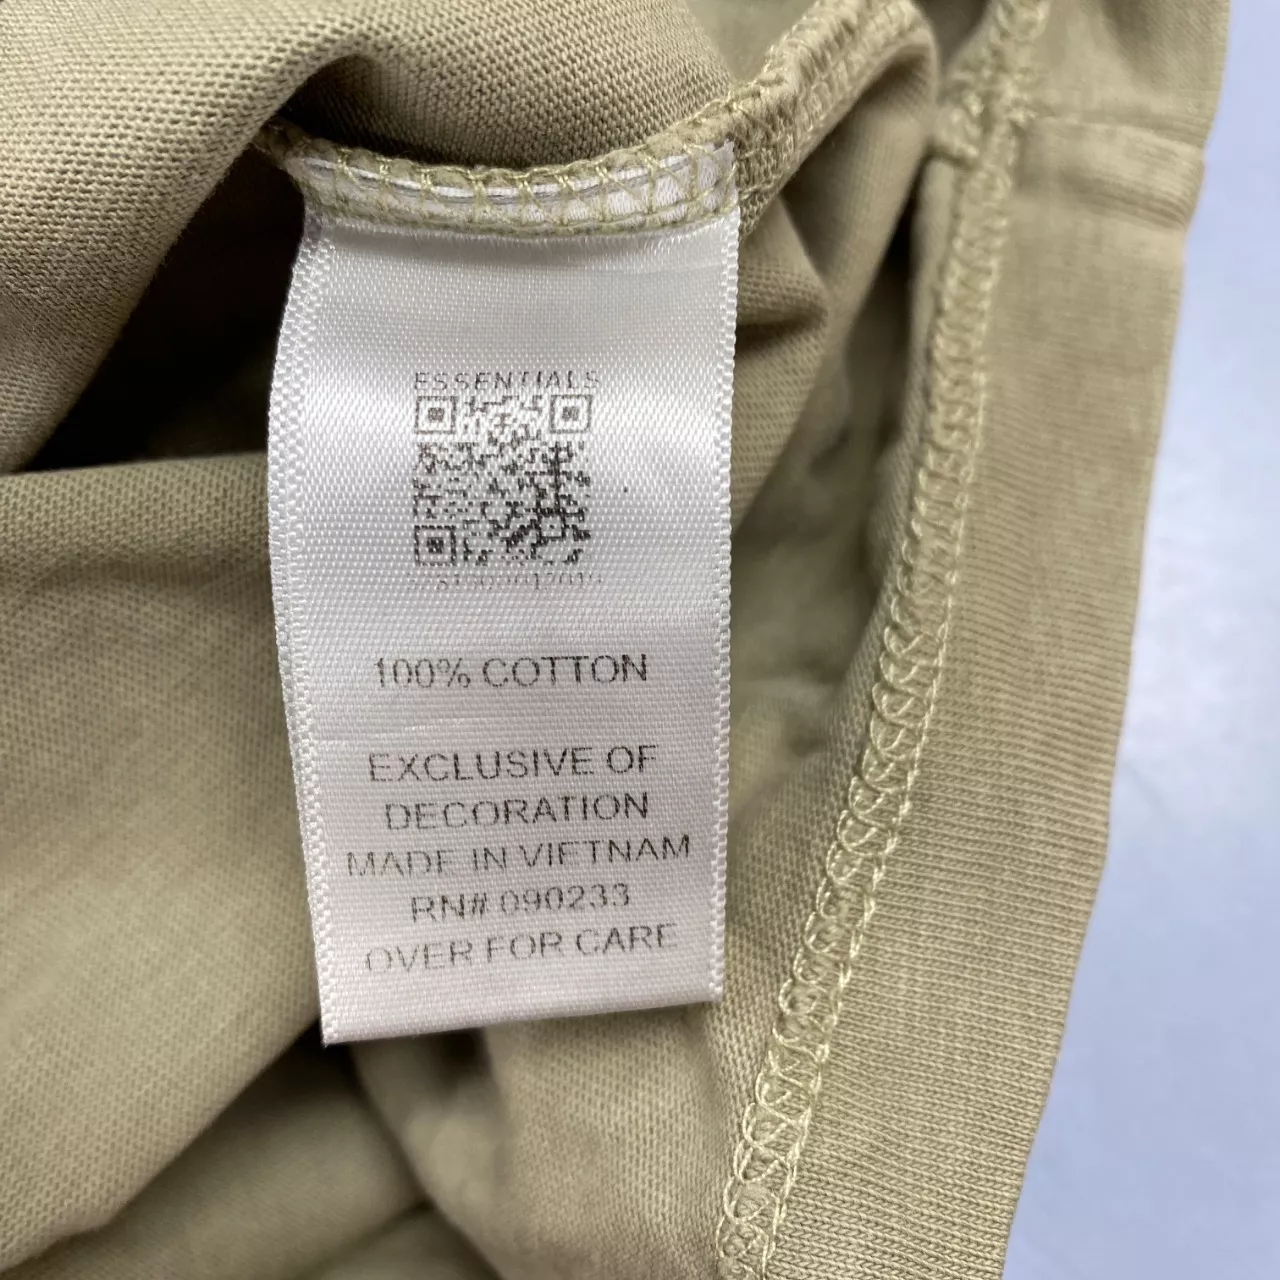 ESSENTIALS
100% COTTON
EXCLUSIVE OF
DECORATION
MADE IN VIETNAM
RN# 090233
OVER FOR CARE